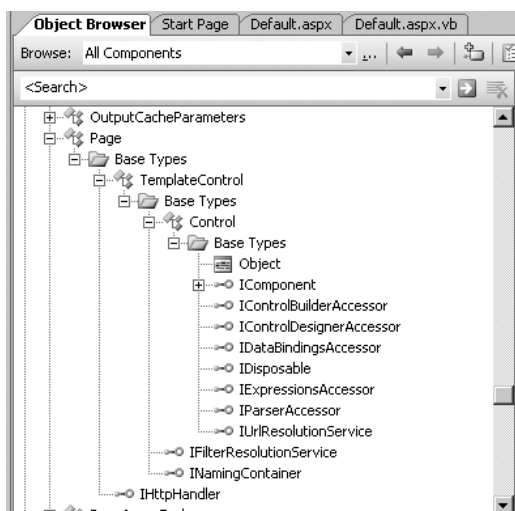 Object Browser Start Page Default.aspx Default.aspx.vb
Browse: All Components ...
<Search>
OutputCacheParameters
Page
Base Types
TemplateControl
Base Types
Control
Base Types
Object
IComponent
IControlBuilderAccessor
IControlDesignerAccessor
IDataBindingsAccessor
IDisposable
IExpressionsAccessor
IParserAccessor
IUrlResolutionService
IFilterResolutionService
INamingContainer
IHttpHandler